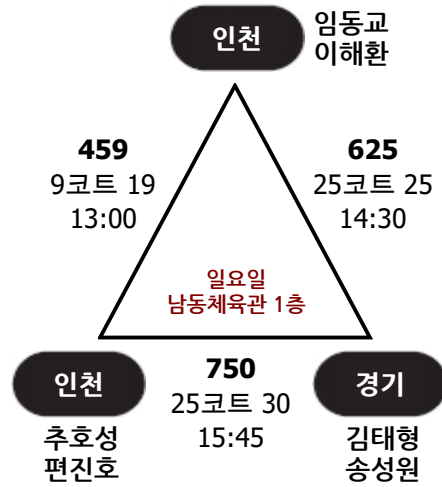 인천
임동교
이해환
459
9코트 19
13:00
625
25코트 25
14:30
일요일
남동체육관 1층
인천
추호성
편진호
750
25코트 30
15:45
경기
김태형
송성원